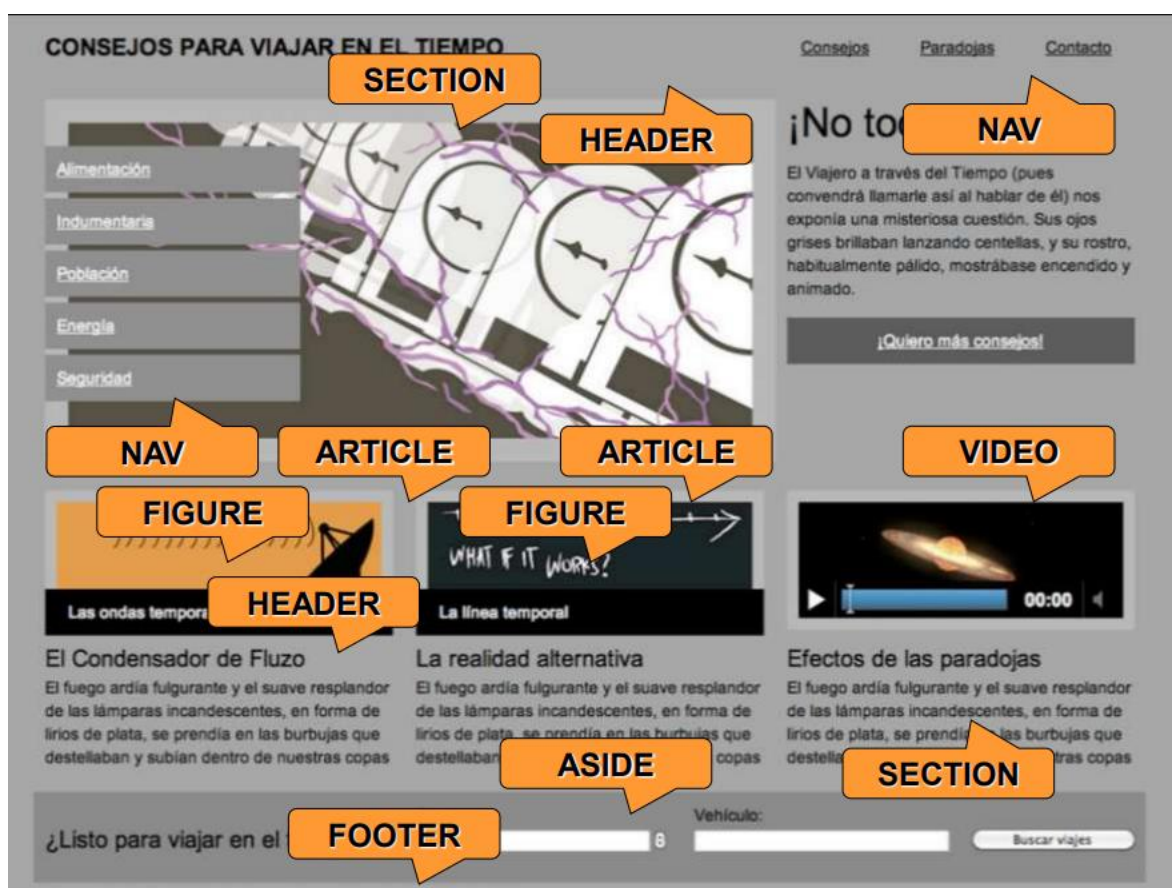 CONSEJOS PARA VIAJAR EN EL TIEMPO
Consejos Paradojas Contacto
SECTION
HEADER
NAV
¡No
Alimentación
Indumentaria
Población
Energía
Seguridad
El Viajero a través del Tiempo (pues
convendrá llamarle así al hablar
de él) nos
exponía una misteriosa cuestión. Sus ojos
grises brillaban lanzando centellas, y su rostro,
habitualmente pálido, mostrábase encendido y
animado.
¡Quiero más consejos!
NAV
ARTICLE
ARTICLE
VIDEO
FIGURE
FIGURE
WHAT IF IT WORKS?
00:00
HEADER
Las ondas
La línea temporal
El Condensador de Fluzo
El fuego ardía fulgurante y el suave resplandor
de las lámparas incandescentes, en forma de
lirios de plata, se prendía en las burbujas que
destellaban y subían dentro de nuestras copas
La realidad alternativa
El fuego ardía fulgurante y el suave resplandor
de las lámparas incandescentes, en forma de
lirios de plata, se prendía en las burbujas que
destellaban copas
Efectos de las paradojas
El fuego ardía fulgurante y el suave resplandor
de las lámparas incandescentes, en forma de
lirios de plata, se las burbujas que
copas
ASIDE
SECTION
¿Listo para viajar en el
FOOTER
Vehículo:
Buscar viajes